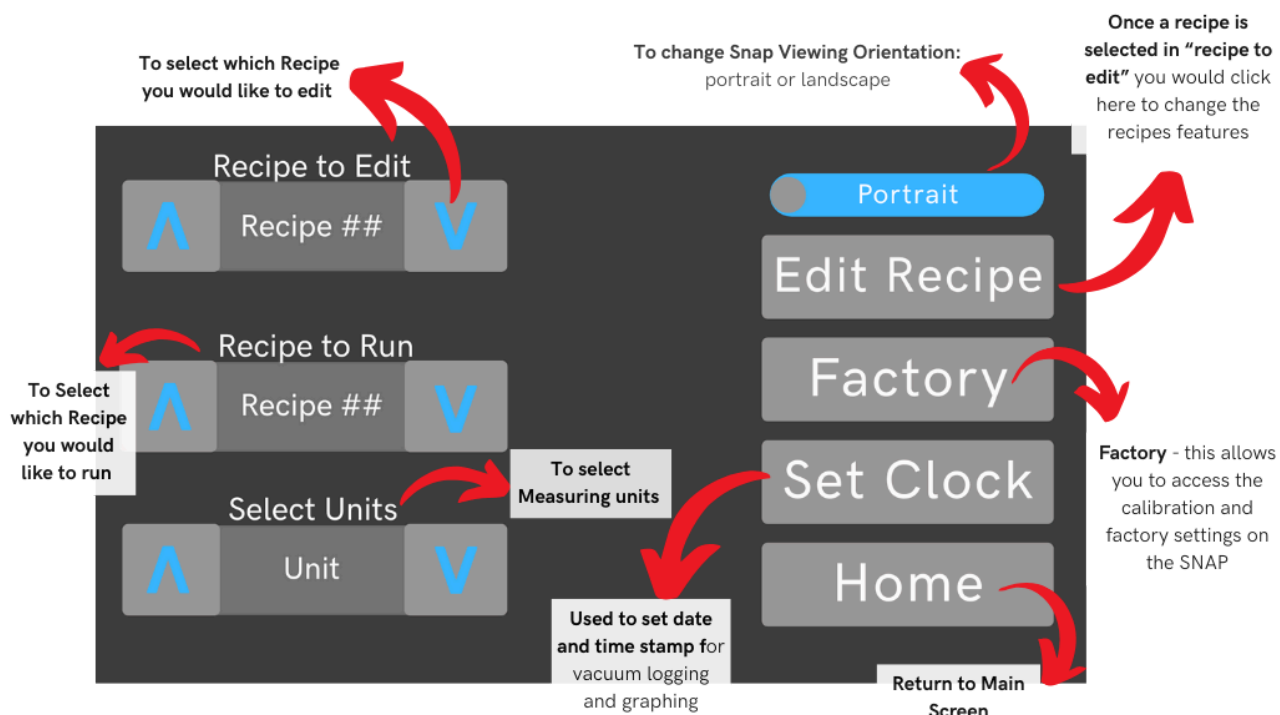 To select which Recipe
you would like to edit
To change Snap Viewing Orientation:
portrait or landscape
Once a recipe is
selected in “recipe to
edit” you would click
here to change the
recipes features
Recipe to Edit
Λ
Recipe ##
V
Portrait
Edit Recipe
Recipe to Run
Λ
Recipe ##
V
To Select
which Recipe
you would
like to run
Factory
Factory - this allows
you to access the
calibration and
factory settings on
the SNAP
To select
Measuring units
Select Units
Λ
Unit
V
Set Clock
Used to set date
and time stamp for
vacuum logging
and graphing
Home
Return to Main
Screen